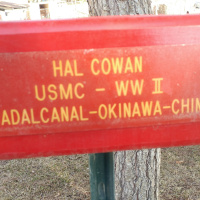 HAL COWAN
USMC - WW II
ADALCANAL-OKINAWA-CHIN